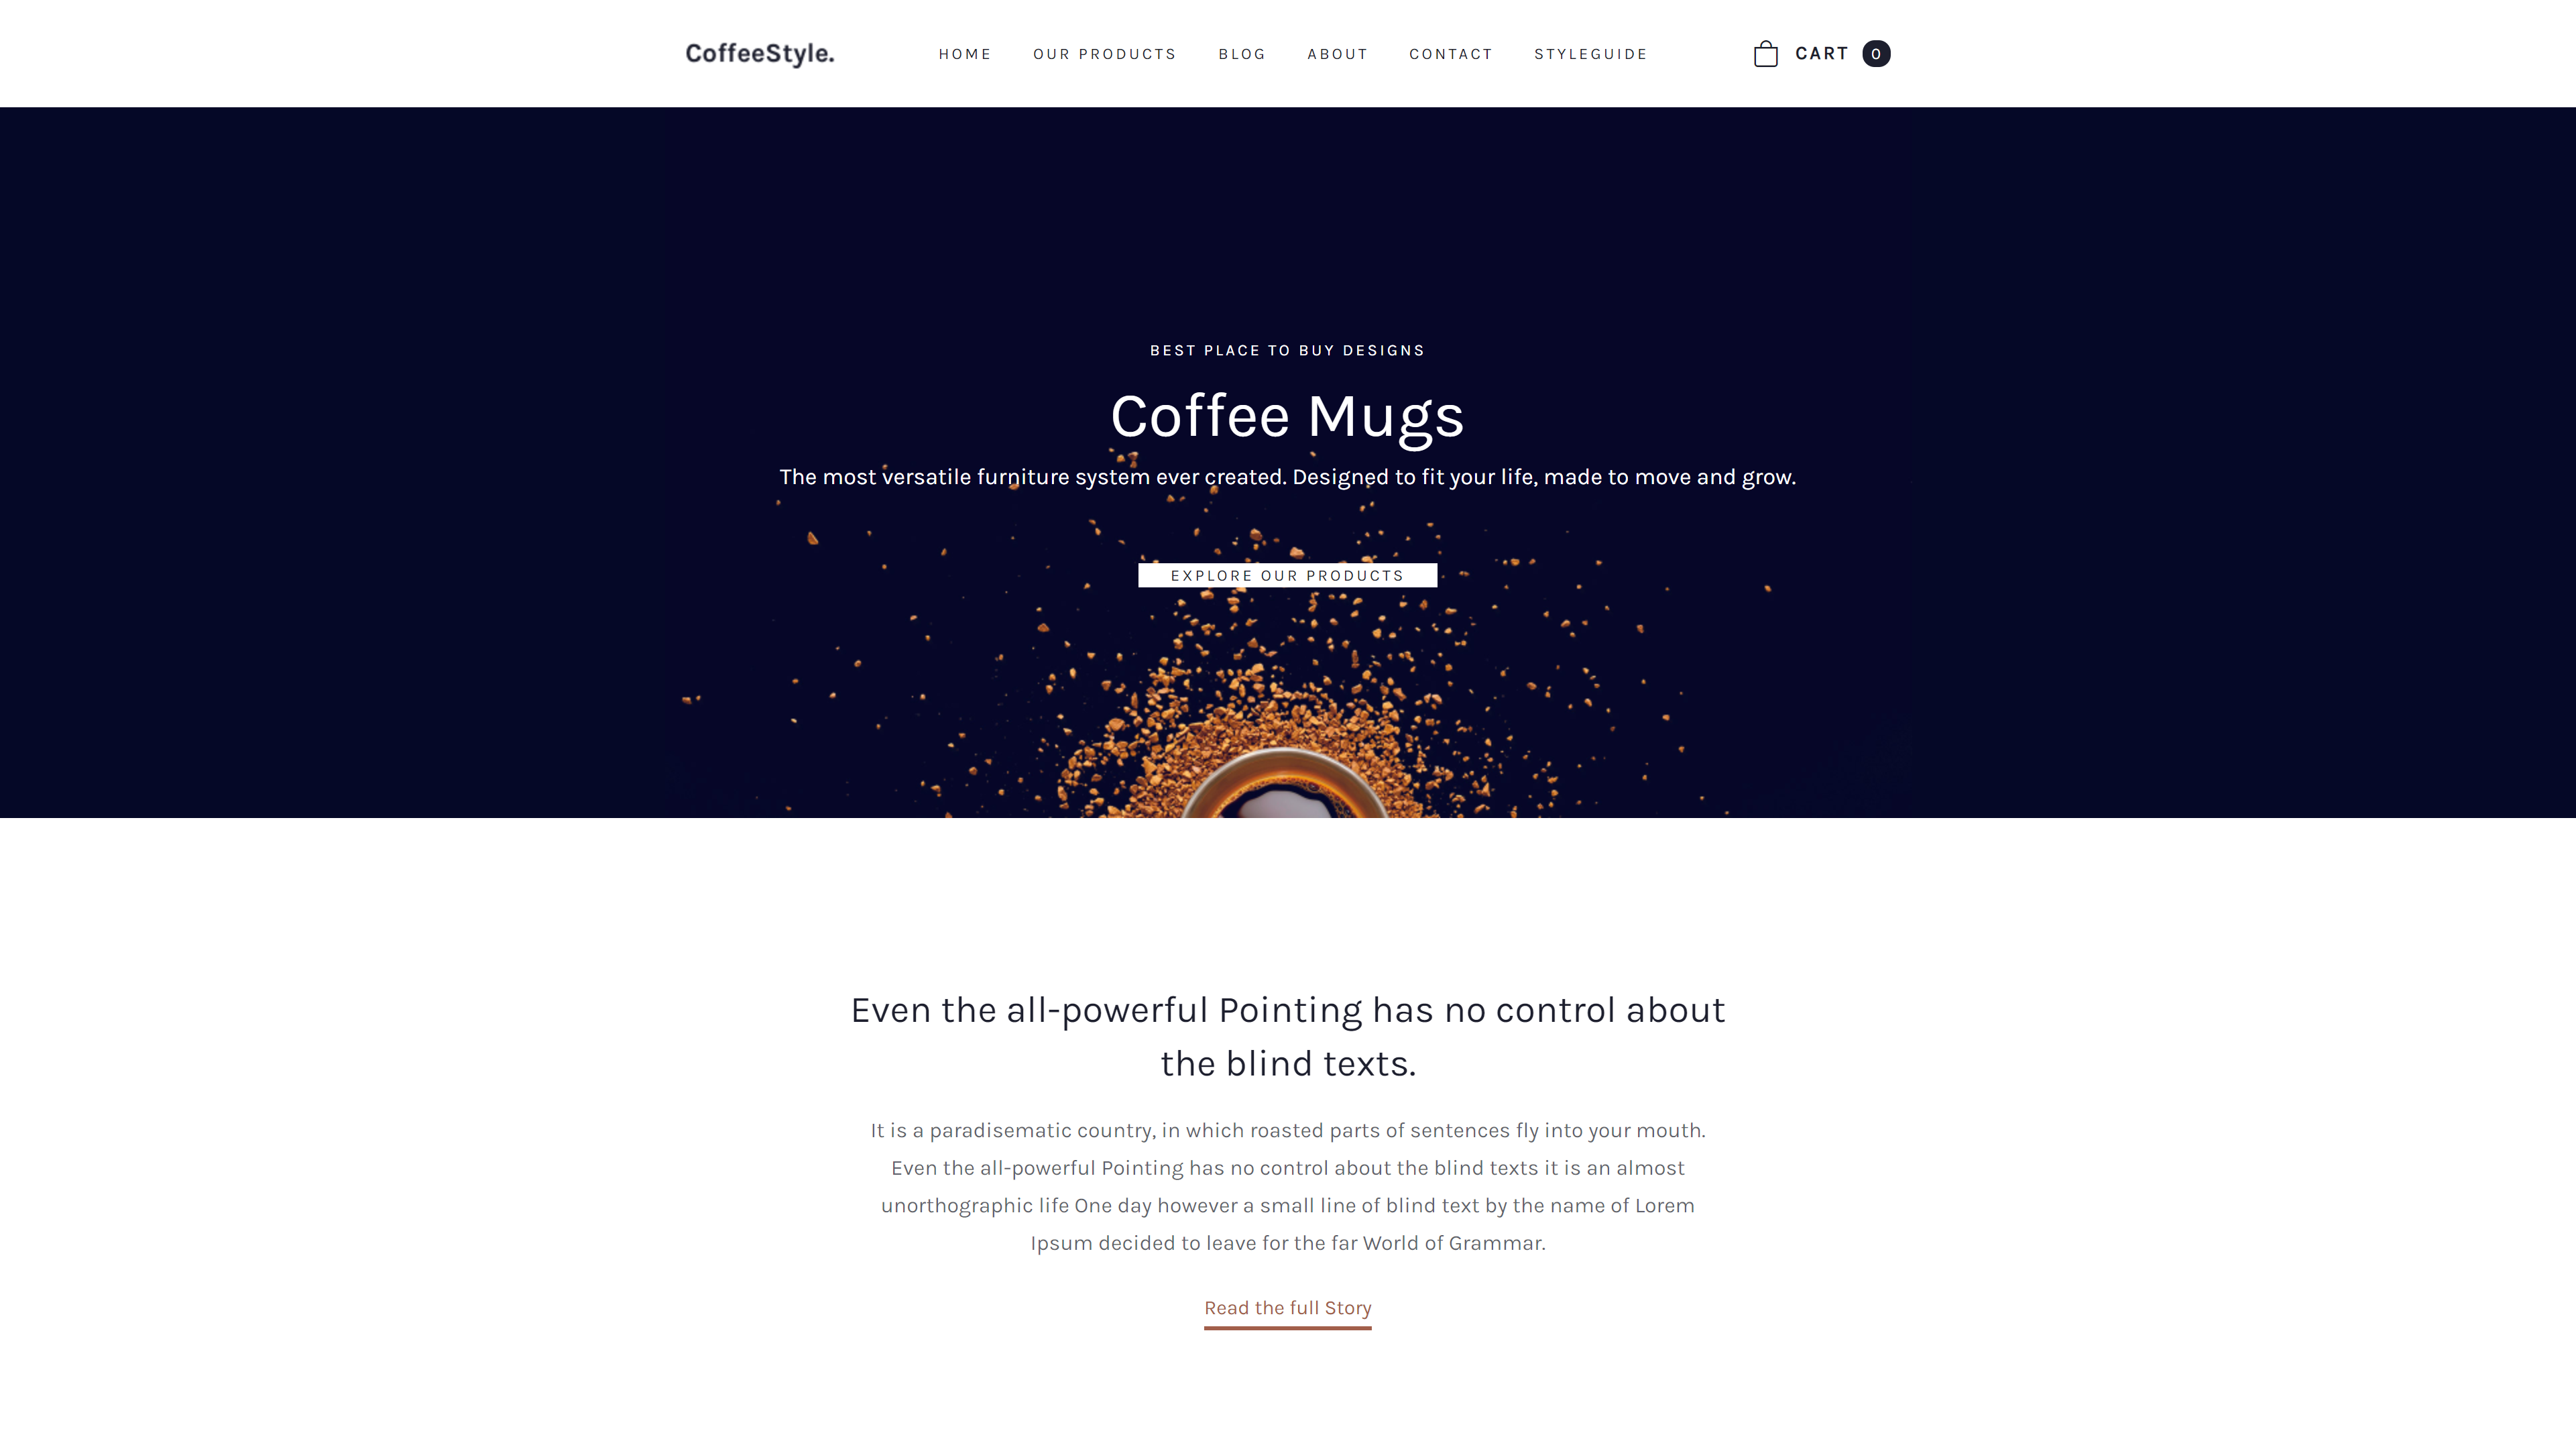 CoffeeStyle.
HOME OUR PRODUCTS BLOG ABOUT CONTACT STYLEGUIDE
CART 0
BEST PLACE TO BUY DESIGNS
Coffee Mugs
The most versatile furniture system ever created. Designed to fit your life, made to move and grow.
EXPLORE OUR PRODUCTS
Even the all-powerful Pointing has no control about
the blind texts.
It is a paradisematic country, in which roasted parts of sentences fly into your mouth.
Even the all-powerful Pointing has no control about the blind texts it is an almost
unorthographic life One day however a small line of blind text by the name of Lorem
Ipsum decided to leave for the far World of Grammar.
Read the full Story